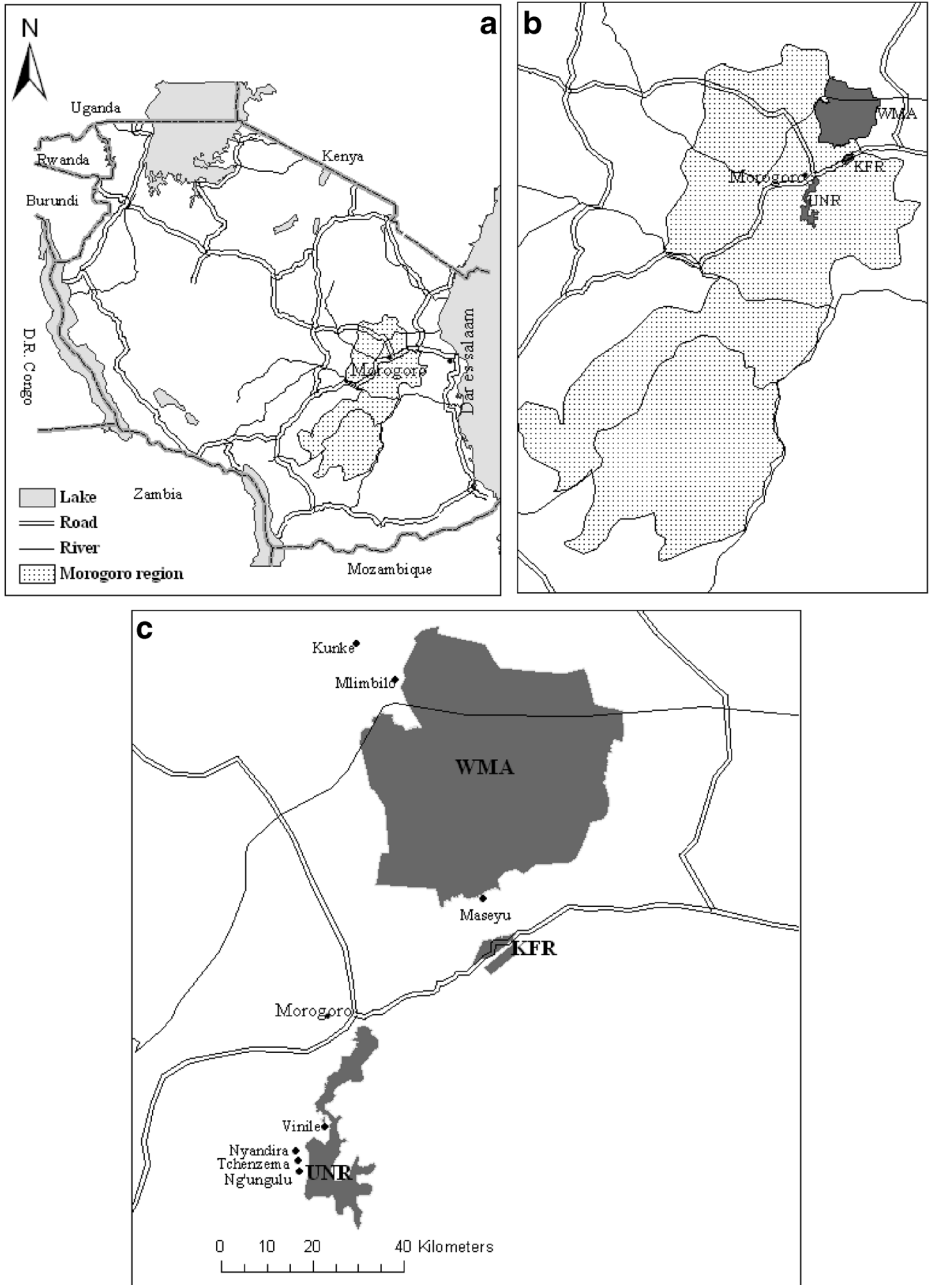 N
a
Uganda
Rwanda
Kenya
Burundi
D.R. Congo
Morogoro
Dar es salaam
Zambia
Mozambique
Lake
Road
River
Morogoro region
b
WMA
KFR
Morogoro
UNR
c
Kunke
Mlimbilo
WMA
Maseyu
KFR
Morogoro
Vinile
Nyandira
Tchenzema
UNR
Ng'ungulu
0 10 20 40 Kilometers